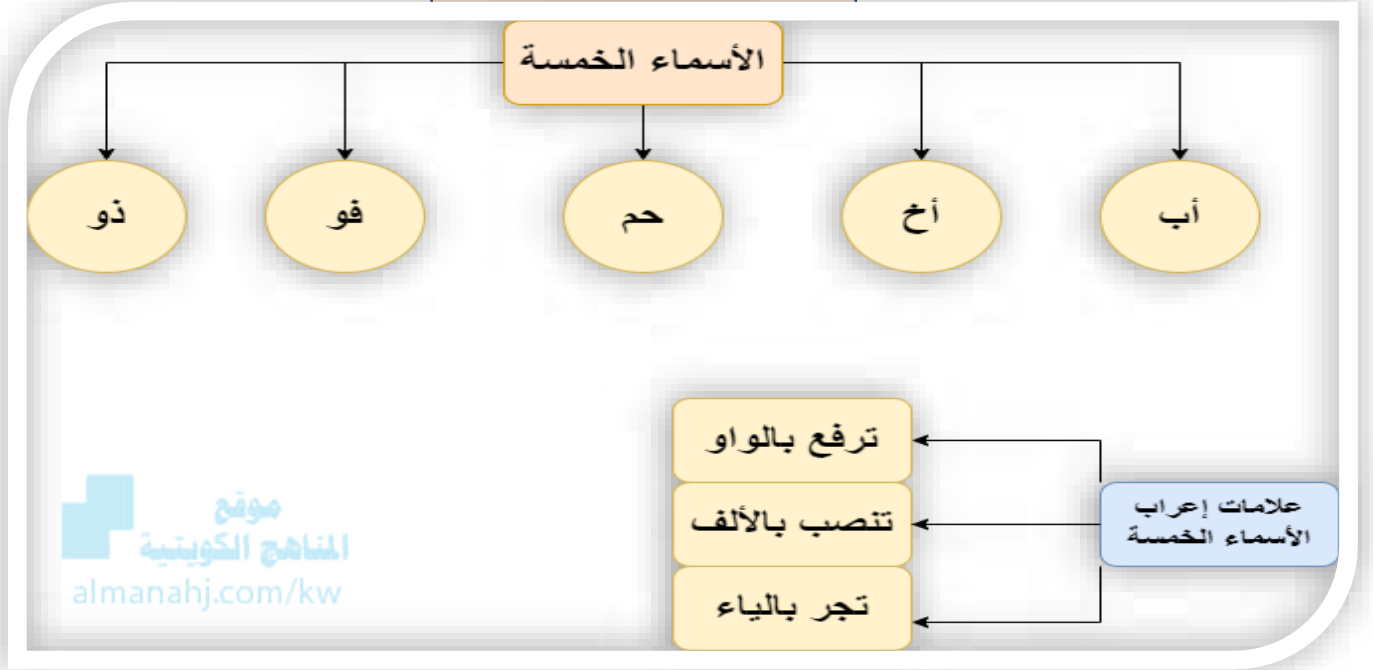 الأسماء الخمسة
أب
أخ
حم
فو
ذو
علامات إعراب
الأسماء الخمسة
ترفع بالواو
تنصب بالألف
تجر بالياء
موقع
المناهج الكويتية
almanahj.com/kw